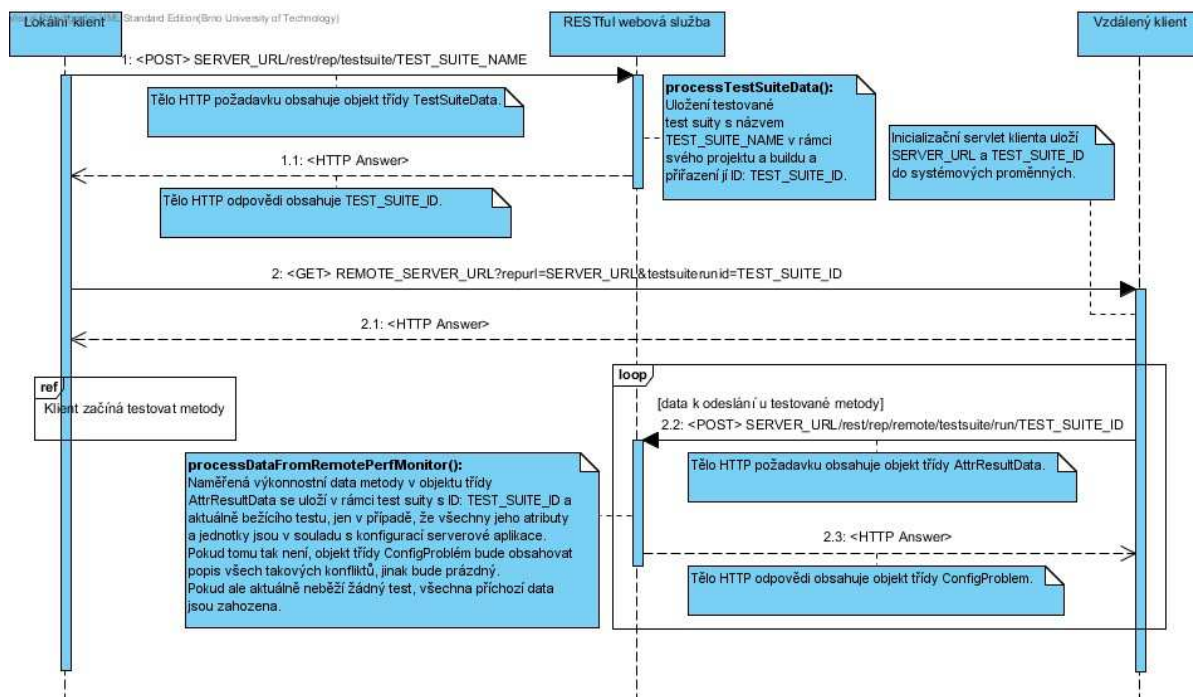 Standard Edition(Brno University of Technology)
Lokální klient
RESTful webová služba
Vzdálený klient
1: <POST> SERVER_URL/rest/rep/testsuite/TEST_SUITE_NAME
Tělo HTTP požadavku obsahuje objekt třídy TestSuiteData.
processTestSuiteData():
Uložení testované
test suity s názvem
TEST_SUITE_NAME v rámci
svého projektu a buildu a
přiřazení jí ID: TEST_SUITE_ID.
Inicializační servlet klienta uloží
SERVER_URL a TEST_SUITE_ID
do systémových proměnných.
1.1: <HTTP Answer>
Tělo HTTP odpovědi obsahuje TEST_SUITE_ID.
2: <GET> REMOTE_SERVER_URL?repurl=SERVER_URL&testsuiterunid=TEST_SUITE_ID
2.1: <HTTP Answer>
ref
Klient začíná testovat metody
loop
[data k odeslání u testované metody]
2.2: <POST> SERVER_URL/rest/rep/remote/testsuite/run/TEST_SUITE_ID
Tělo HTTP požadavku obsahuje objekt třídy AttrResultData.
processDataFromRemotePerfMonitor():
Naměřená výkonnostní data metody v objektu třídy
AttrResultData se uloží v rámci test suity s ID: TEST_SUITE_ID a
aktuálně bežícího testu, jen v případě, že všechny jeho atributy
a jednotky jsou v souladu s konfigurací serverové aplikace.
Pokud tomu tak není, objekt třídy ConfigProblém bude obsahovat
popis všech takových konfliktů, jinak bude prázdný.
Pokud ale aktuálně neběží žádný test, všechna příchozí data
jsou zahozena.
2.3: <HTTP Answer>
Tělo HTTP odpovědi obsahuje objekt třídy ConfigProblem.